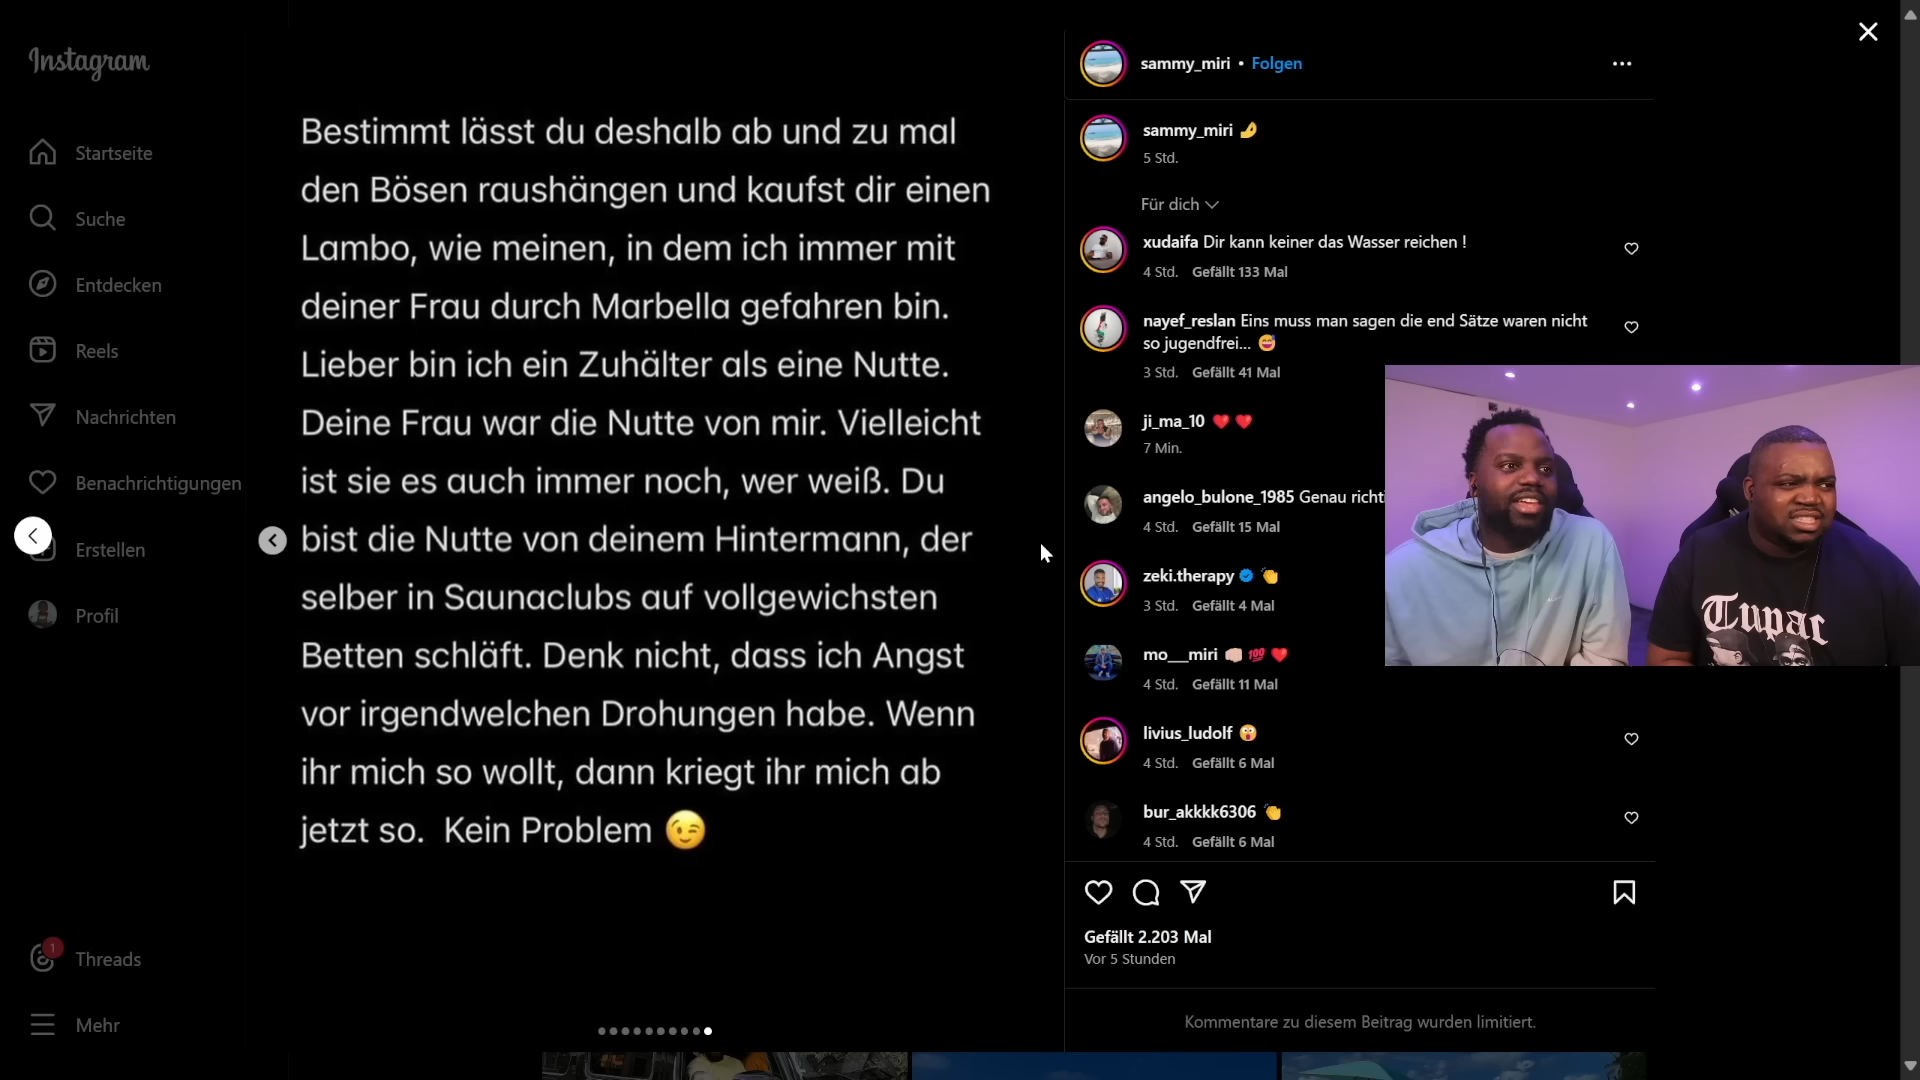 Instagram
Startseite
Suche
Entdecken
Reels
Nachrichten
Benachrichtigungen
Erstellen
Profil
1
Threads
Mehr
Bestimmt lässt du deshalb ab und zu mal
den Bösen raushängen und kaufst dir einen
Lambo, wie meinen, in dem ich immer mit
deiner Frau durch Marbella gefahren bin.
Lieber bin ich ein Zuhälter als eine Nutte.
Deine Frau war die Nutte von mir. Vielleicht
ist sie es auch immer noch, wer weiß. Du
bist die Nutte von deinem Hintermann, der
selber in Saunaclubs auf vollgewichsten
Betten schläft. Denk nicht, dass ich Angst
vor irgendwelchen Drohungen habe. Wenn
ihr mich so wollt, dann kriegt ihr mich ab
jetzt so. Kein Problem 😉
sammy_miri • Folgen
sammy_miri 🤌
5 Std.
Für dich
xudaifa Dir kann keiner das Wasser reichen !
4 Std. Gefällt 133 Mal
nayef_reslan Eins muss man sagen die end Sätze waren nicht
so jugendfrei... 😅
3 Std. Gefällt 41 Mal
ji_ma_10 ❤️ ❤️
7 Min.
angelo_bulone_1985 Genau
4 Std. Gefällt 15 Mal
zeki.therapy 👏
3 Std. Gefällt 4 Mal
mo__miri 👊🏻 💯 ❤️
4 Std. Gefällt 11 Mal
livius_ludolf 😲
4 Std. Gefällt 6 Mal
bur_akkkk6306 👏
4 Std. Gefällt 6 Mal
Gefällt 2.203 Mal
Vor 5 Stunden
Kommentare zu diesem Beitrag wurden limitiert.
Tupac